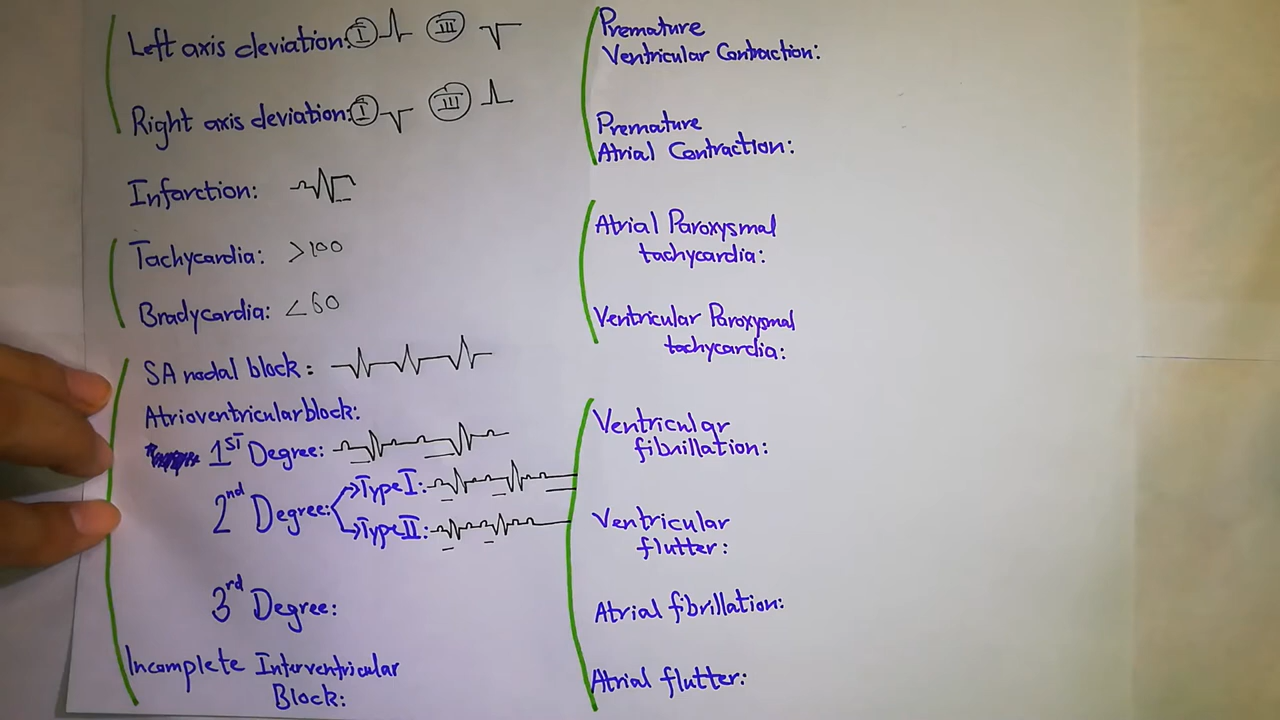 Left axis deviation: I III
Right axis deviation: I III
Infarction:
Tachycardia: >100
Bradycardia: <60
SA nodal block:
Atrioventricular block:
1ST Degree:
2nd Degree:
Type I:
Type II:
3rd Degree:
Incomplete Interventricular
Block:
Premature
Ventricular Contraction:
Premature
Atrial Contraction:
Atrial Paroxysmal
tachycardia:
Ventricular Paroxysmal
tachycardia:
Ventricular
fibrillation:
Ventricular
flutter:
Atrial fibrillation:
Atrial flutter: